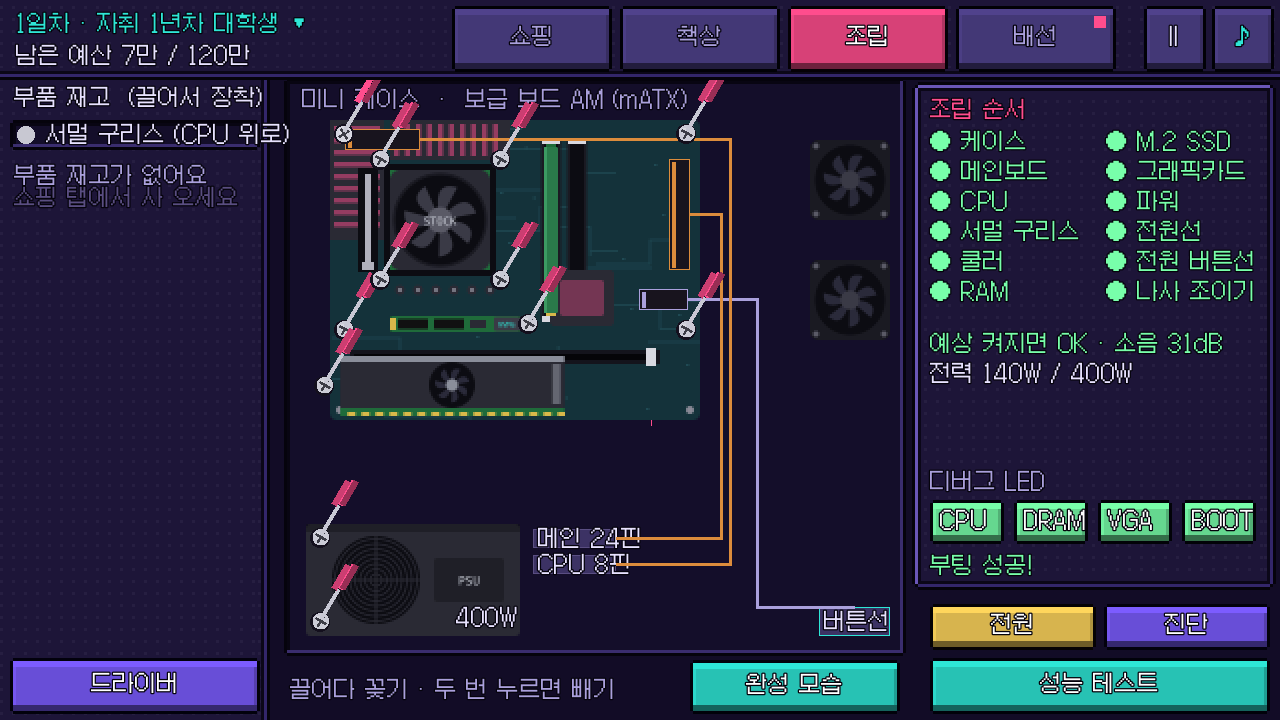 1일차 · 자취 1년차 대학생 ▼
남은 예산 7만 / 120만
쇼핑
책상
조립
배선
부품 재고 (끌어서 장착)
서멀 구리스 (CPU 위로)
부품 재고가 없어요
쇼핑 탭에서 사 오세요
미니 케이스 · 보급 보드 AM (mATX)
STOCK
메인 24핀
CPU 8핀
PSU
400W
버튼선
조립 순서
케이스
M.2 SSD
메인보드
그래픽카드
CPU
파워
서멀 구리스
전원선
쿨러
전원 버튼선
RAM
나사 조이기
예상 켜지면 OK · 소음 31dB
전력 140W / 400W
디버그 LED
CPU
DRAM
VGA
BOOT
부팅 성공!
전원
진단
드라이버
끌어다 꽂기 · 두 번 누르면 빼기
완성 모습
성능 테스트